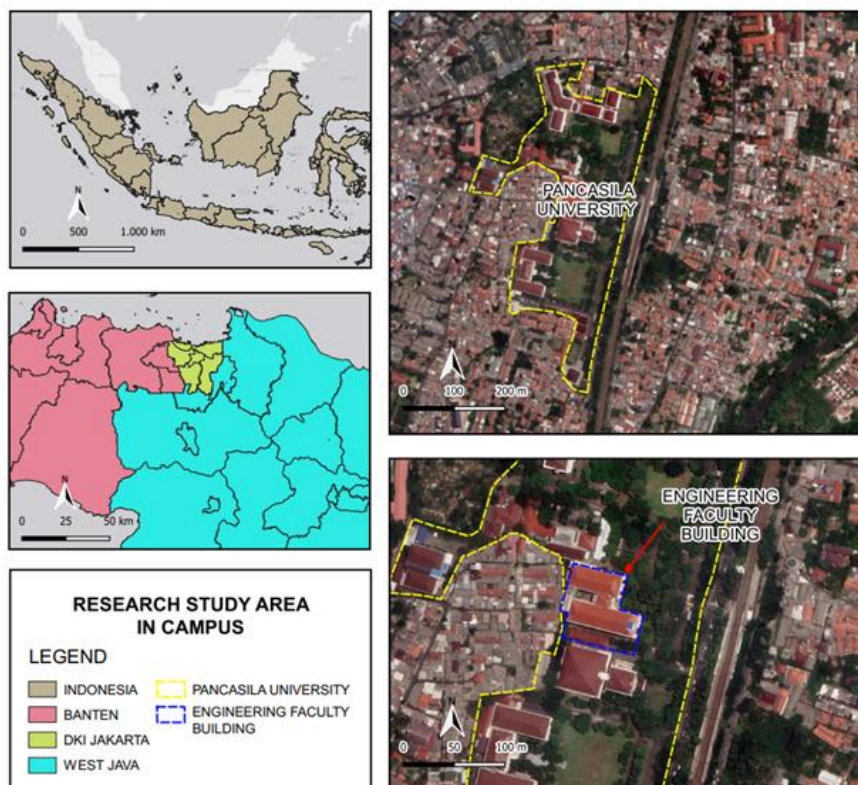 N
0 500 1.000 km
N
0 25 50 km
RESEARCH STUDY AREA
IN CAMPUS
LEGEND
INDONESIA
BANTEN
DKI JAKARTA
WEST JAVA
PANCASILA UNIVERSITY
ENGINEERING FACULTY
BUILDING
PANCASILA
UNIVERSITY
N
0 100 200 m
ENGINEERING
FACULTY
BUILDING
N
0 50 100 m